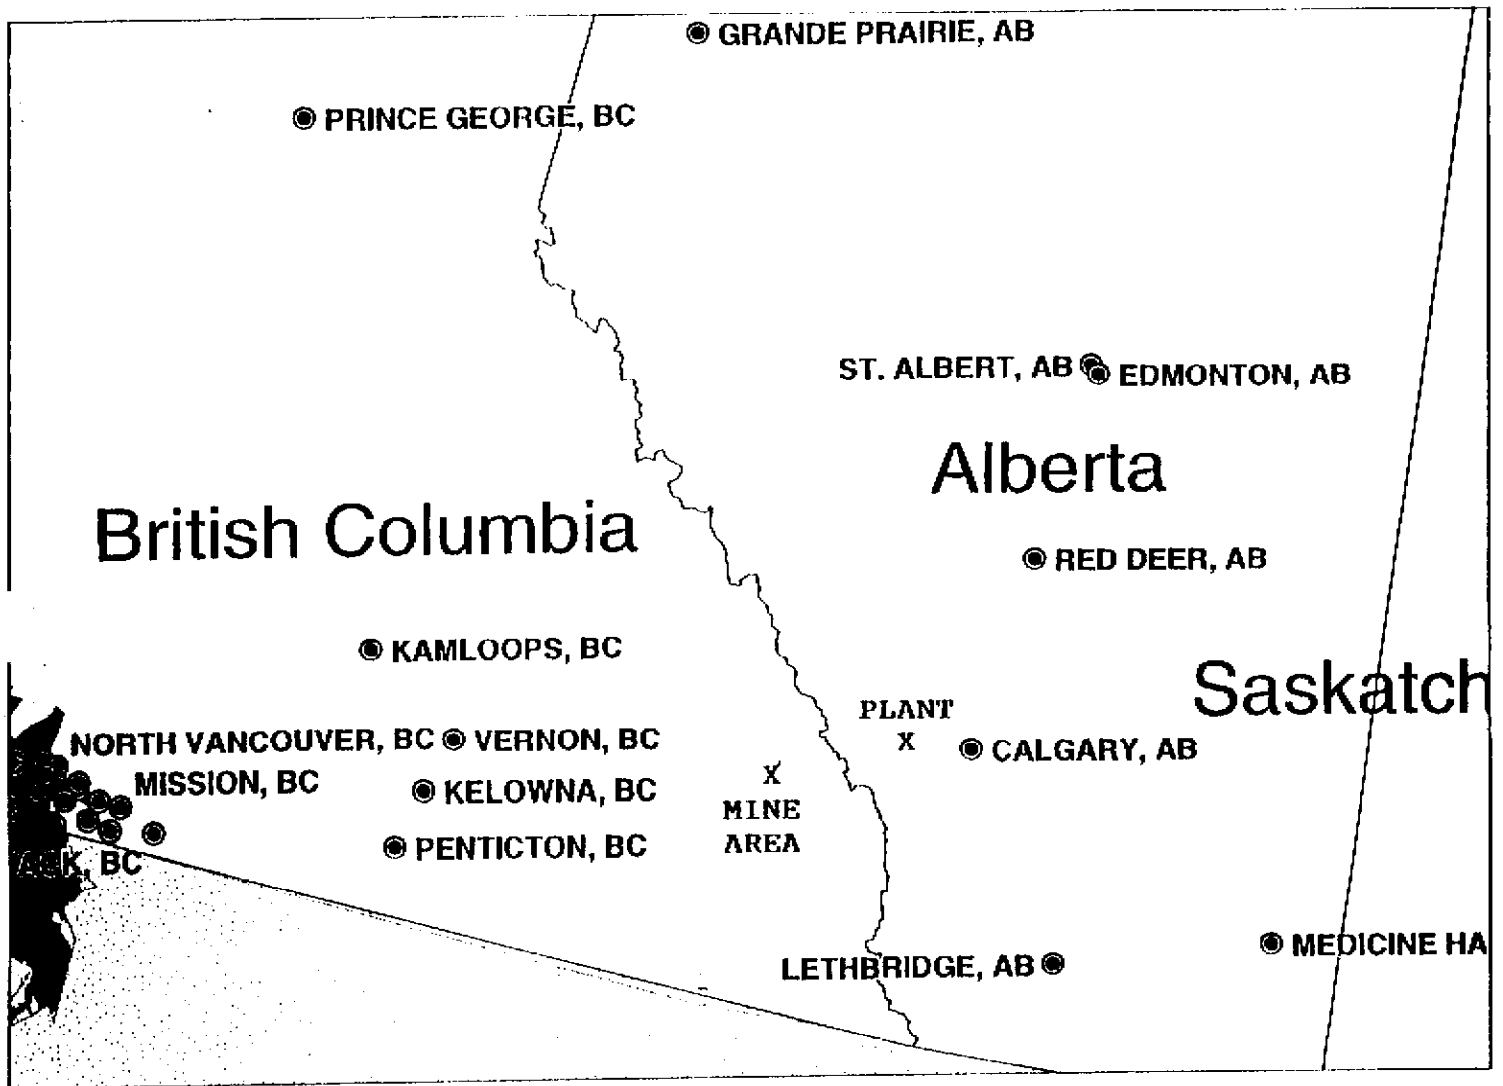 GRANDE PRAIRIE, AB
PRINCE GEORGE, BC
ST. ALBERT, AB
EDMONTON, AB
Alberta
British Columbia
RED DEER, AB
KAMLOOPS, BC
Saskatch
PLANT
X
NORTH VANCOUVER, BC
VERNON, BC
CALGARY, AB
MISSION, BC
KELOWNA, BC
X
MINE
AREA
PENTICTON, BC
ACK, BC
MEDICINE HA
LETHBRIDGE, AB